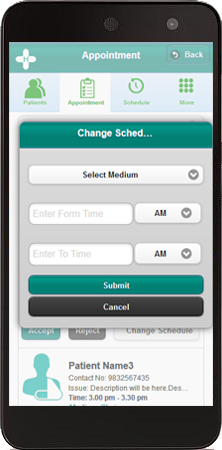 H
Appointment
Back
Patients
Appointment
Schedule
More
Change Sched...
Select Medium
Enter Form Time
AM
Enter To Time
AM
Submit
Cancel
Accept
Reject
Change Schedule
Patient Name3
Contact No: 9832567435
Issue: Description will be here.Des...
Time: 3.00 pm - 3.30 pm